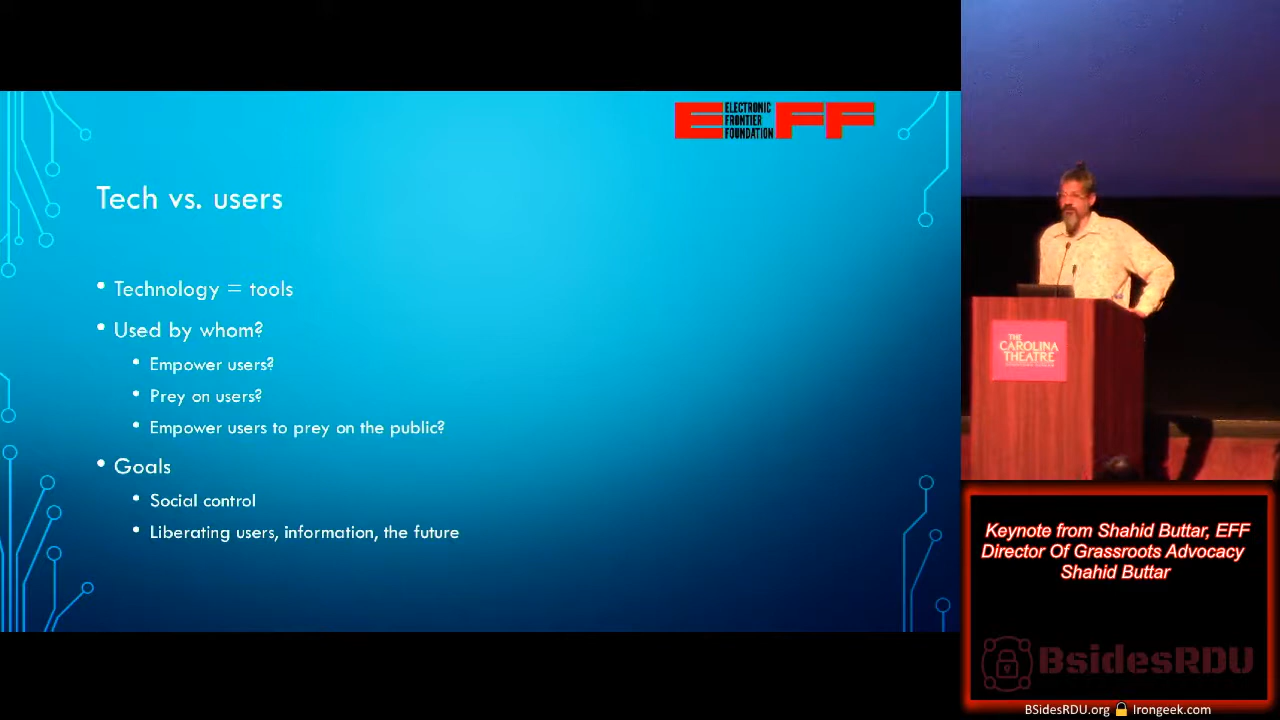 ELECTRONIC
FRONTIER
FOUNDATION
EFF
Tech vs. users
Technology = tools
Used by whom?
Empower users?
Prey on users?
Empower users to prey on the public?
Goals
Social control
Liberating users, information, the future
THE
CAROLINA
THEATRE
Keynote from Shahid Buttar, EFF
Director Of Grassroots Advocacy
Shahid Buttar
BsidesRDU
BSidesRDU.org Irongeek.com